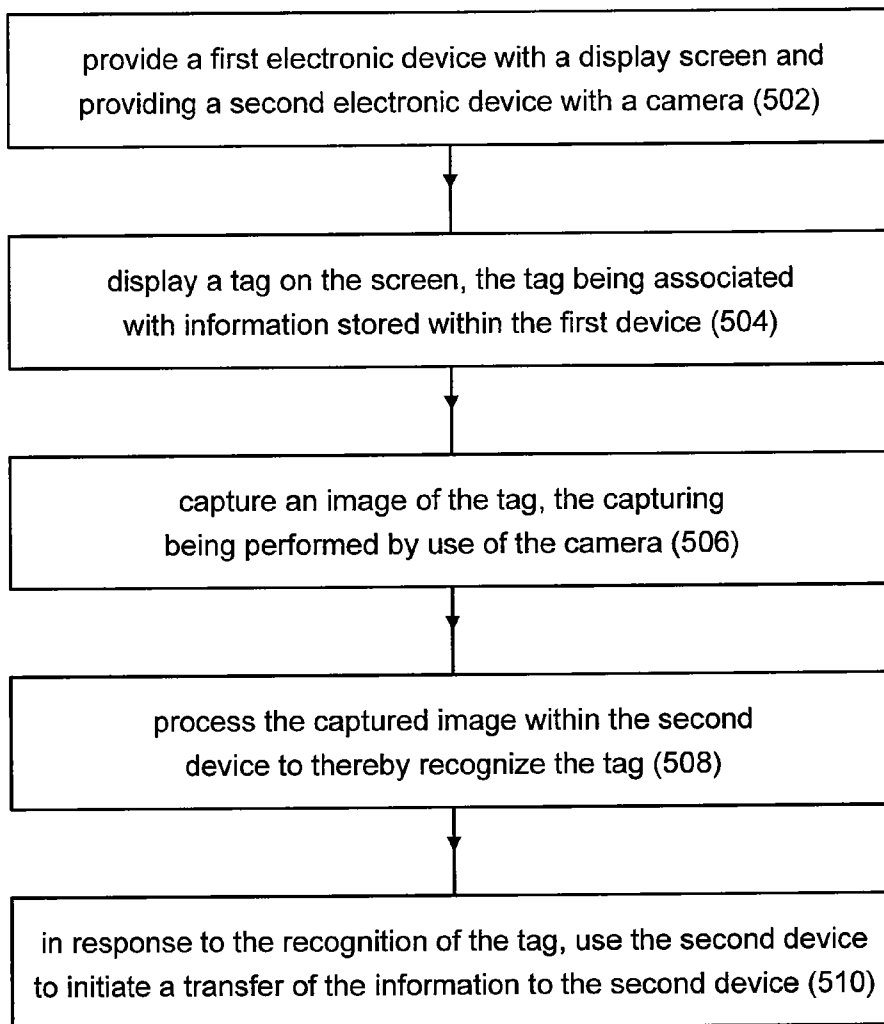 provide a first electronic device with a display screen and
providing a second electronic device with a camera (502)
display a tag on the screen, the tag being associated
with information stored within the first device (504)
capture an image of the tag, the capturing
being performed by use of the camera (506)
process the captured image within the second
device to thereby recognize the tag (508)
in response to the recognition of the tag, use the second device
to initiate a transfer of the information to the second device (510)